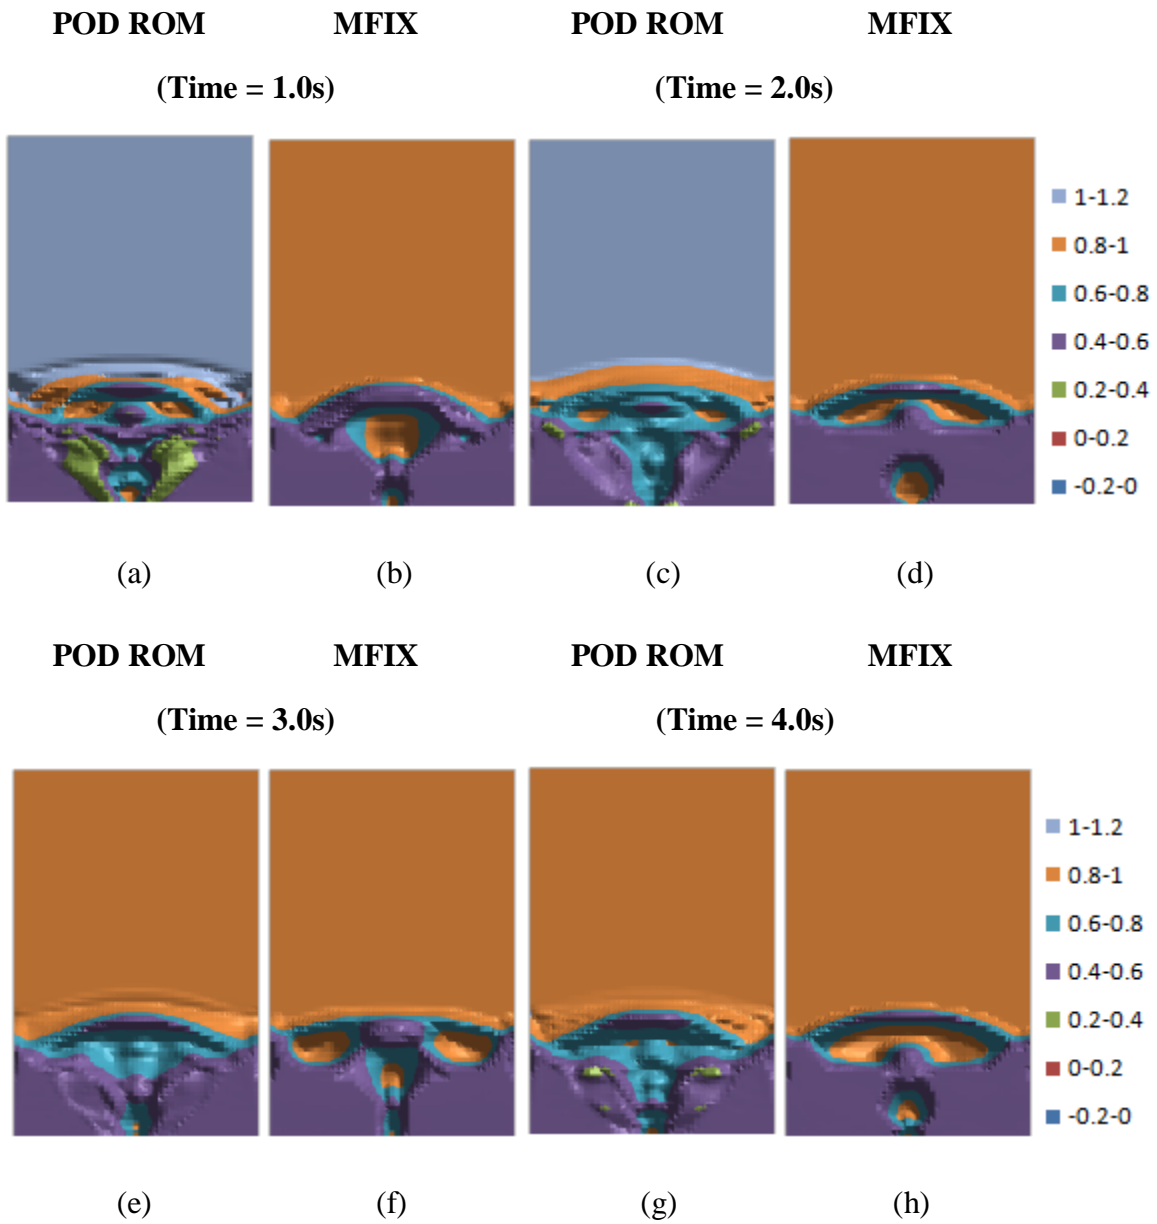 POD ROM MFIX POD ROM MFIX
(Time = 1.0s) (Time = 2.0s)
1-1.2
0.8-1
0.6-0.8
0.4-0.6
0.2-0.4
0-0.2
-0.2-0
(a) (b) (c) (d)
POD ROM MFIX POD ROM MFIX
(Time = 3.0s) (Time = 4.0s)
1-1.2
0.8-1
0.6-0.8
0.4-0.6
0.2-0.4
0-0.2
-0.2-0
(e) (f) (g) (h)